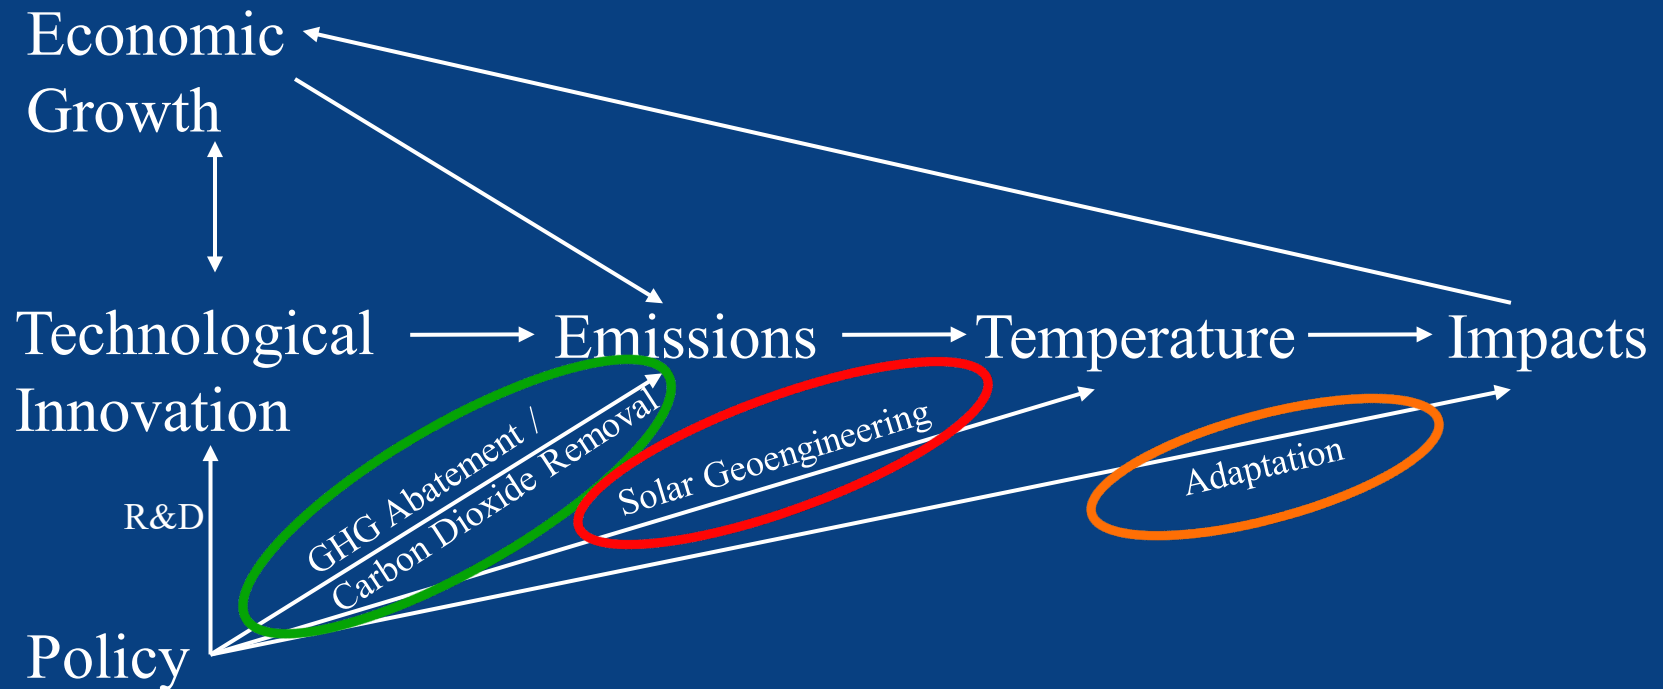 Economic
Growth
Technological
Innovation
Emissions
Temperature
Impacts
GHG Abatement /
Carbon Dioxide Removal
Solar Geoengineering
Adaptation
R&D
Policy